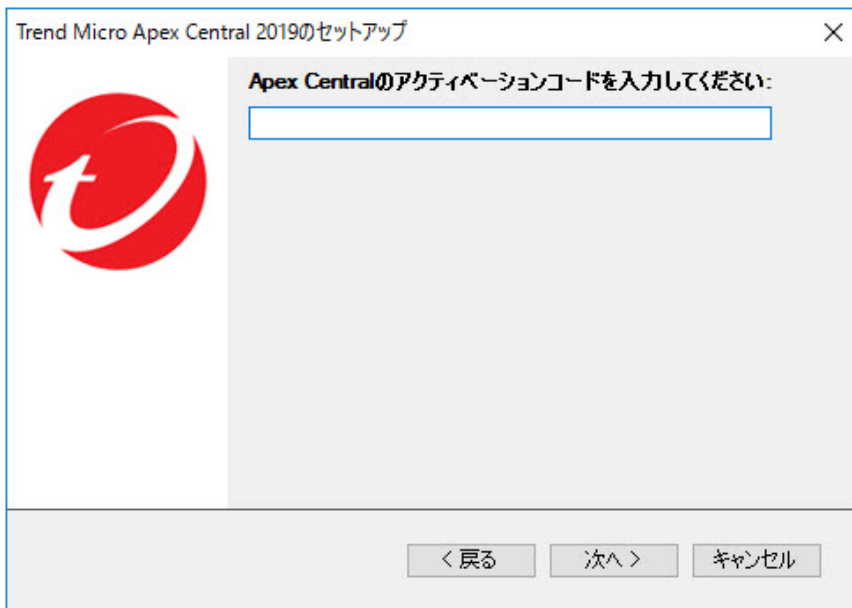 Trend Micro Apex Central 2019のセットアップ
Apex Centralのアクティベーションコードを入力してください:
< 戻る
次へ >
キャンセル